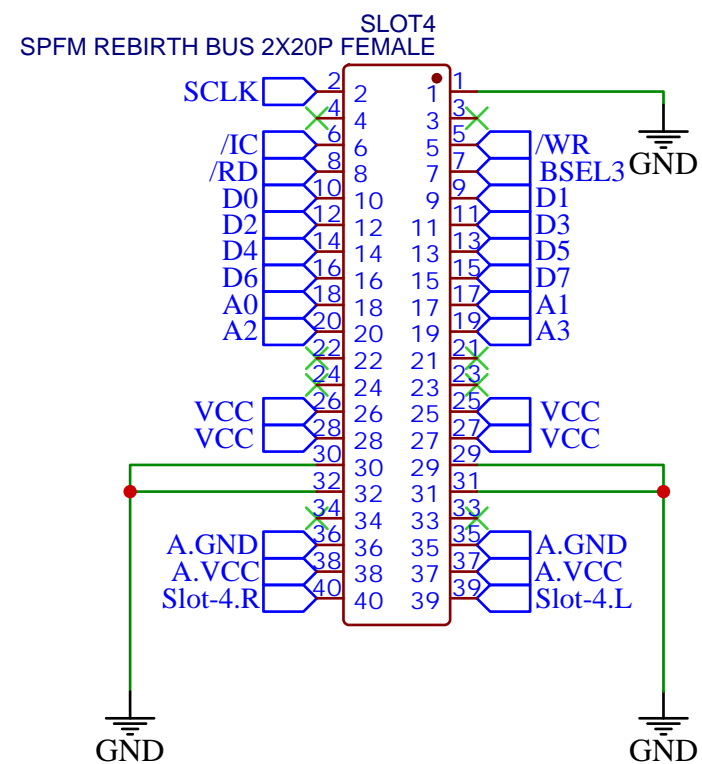 SLOT4
SPFM REBIRTH BUS 2X20P FEMALE
SCLK 2 2 1 1
4 4 3 3
/IC 6 6 5 5 /WR
/RD 8 8 7 7 BSEL3 GND
D0 10 10 9 9 D1
D2 12 12 11 11 D3
D4 14 14 13 13 D5
D6 16 16 15 15 D7
A0 18 18 17 17 A1
A2 20 20 19 19 A3
22 22 21 21
24 24 23 23
VCC 26 26 25 25 VCC
VCC 28 28 27 27 VCC
30 30 29 29
32 32 31 31
34 34 33 33
A.GND 36 36 35 35 A.GND
A.VCC 38 38 37 37 A.VCC
Slot-4.R 40 40 39 39 Slot-4.L
GND GND